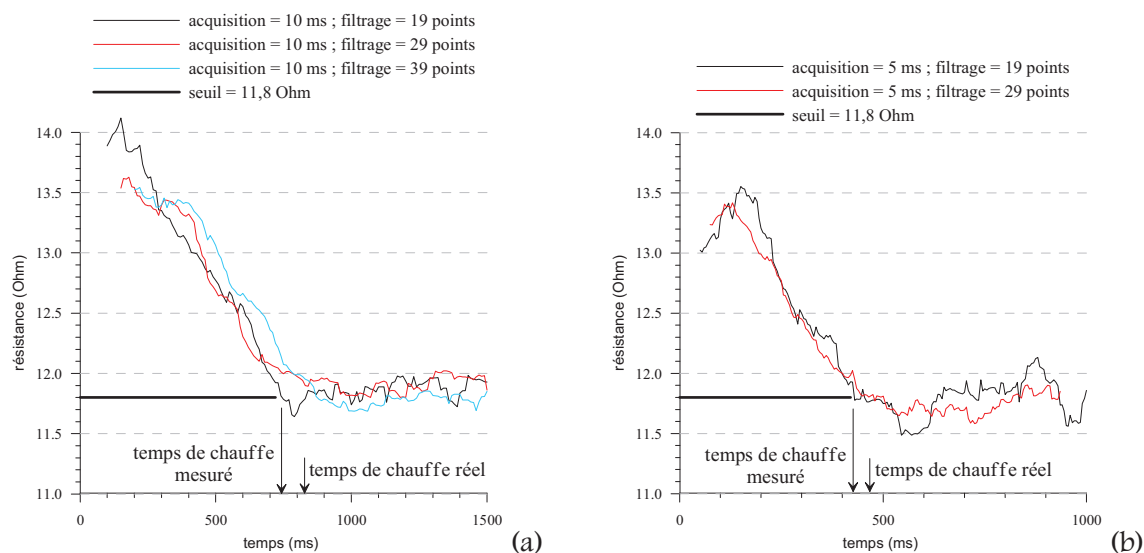 acquisition = 10 ms ; filtrage = 19 points
acquisition = 10 ms ; filtrage = 29 points
acquisition = 10 ms ; filtrage = 39 points
seuil = 11,8 Ohm
14.0
13.5
13.0
12.5
12.0
11.5
11.0
résistance (Ohm)
temps de chauffe
mesuré
temps de chauffe réel
0
500
1000
1500
temps (ms)
(a)
acquisition = 5 ms ; filtrage = 19 points
acquisition = 5 ms ; filtrage = 29 points
seuil = 11,8 Ohm
14.0
13.5
13.0
12.5
12.0
11.5
11.0
résistance (Ohm)
temps de chauffe
mesuré
temps de chauffe réel
0
500
1000
temps (ms)
(b)